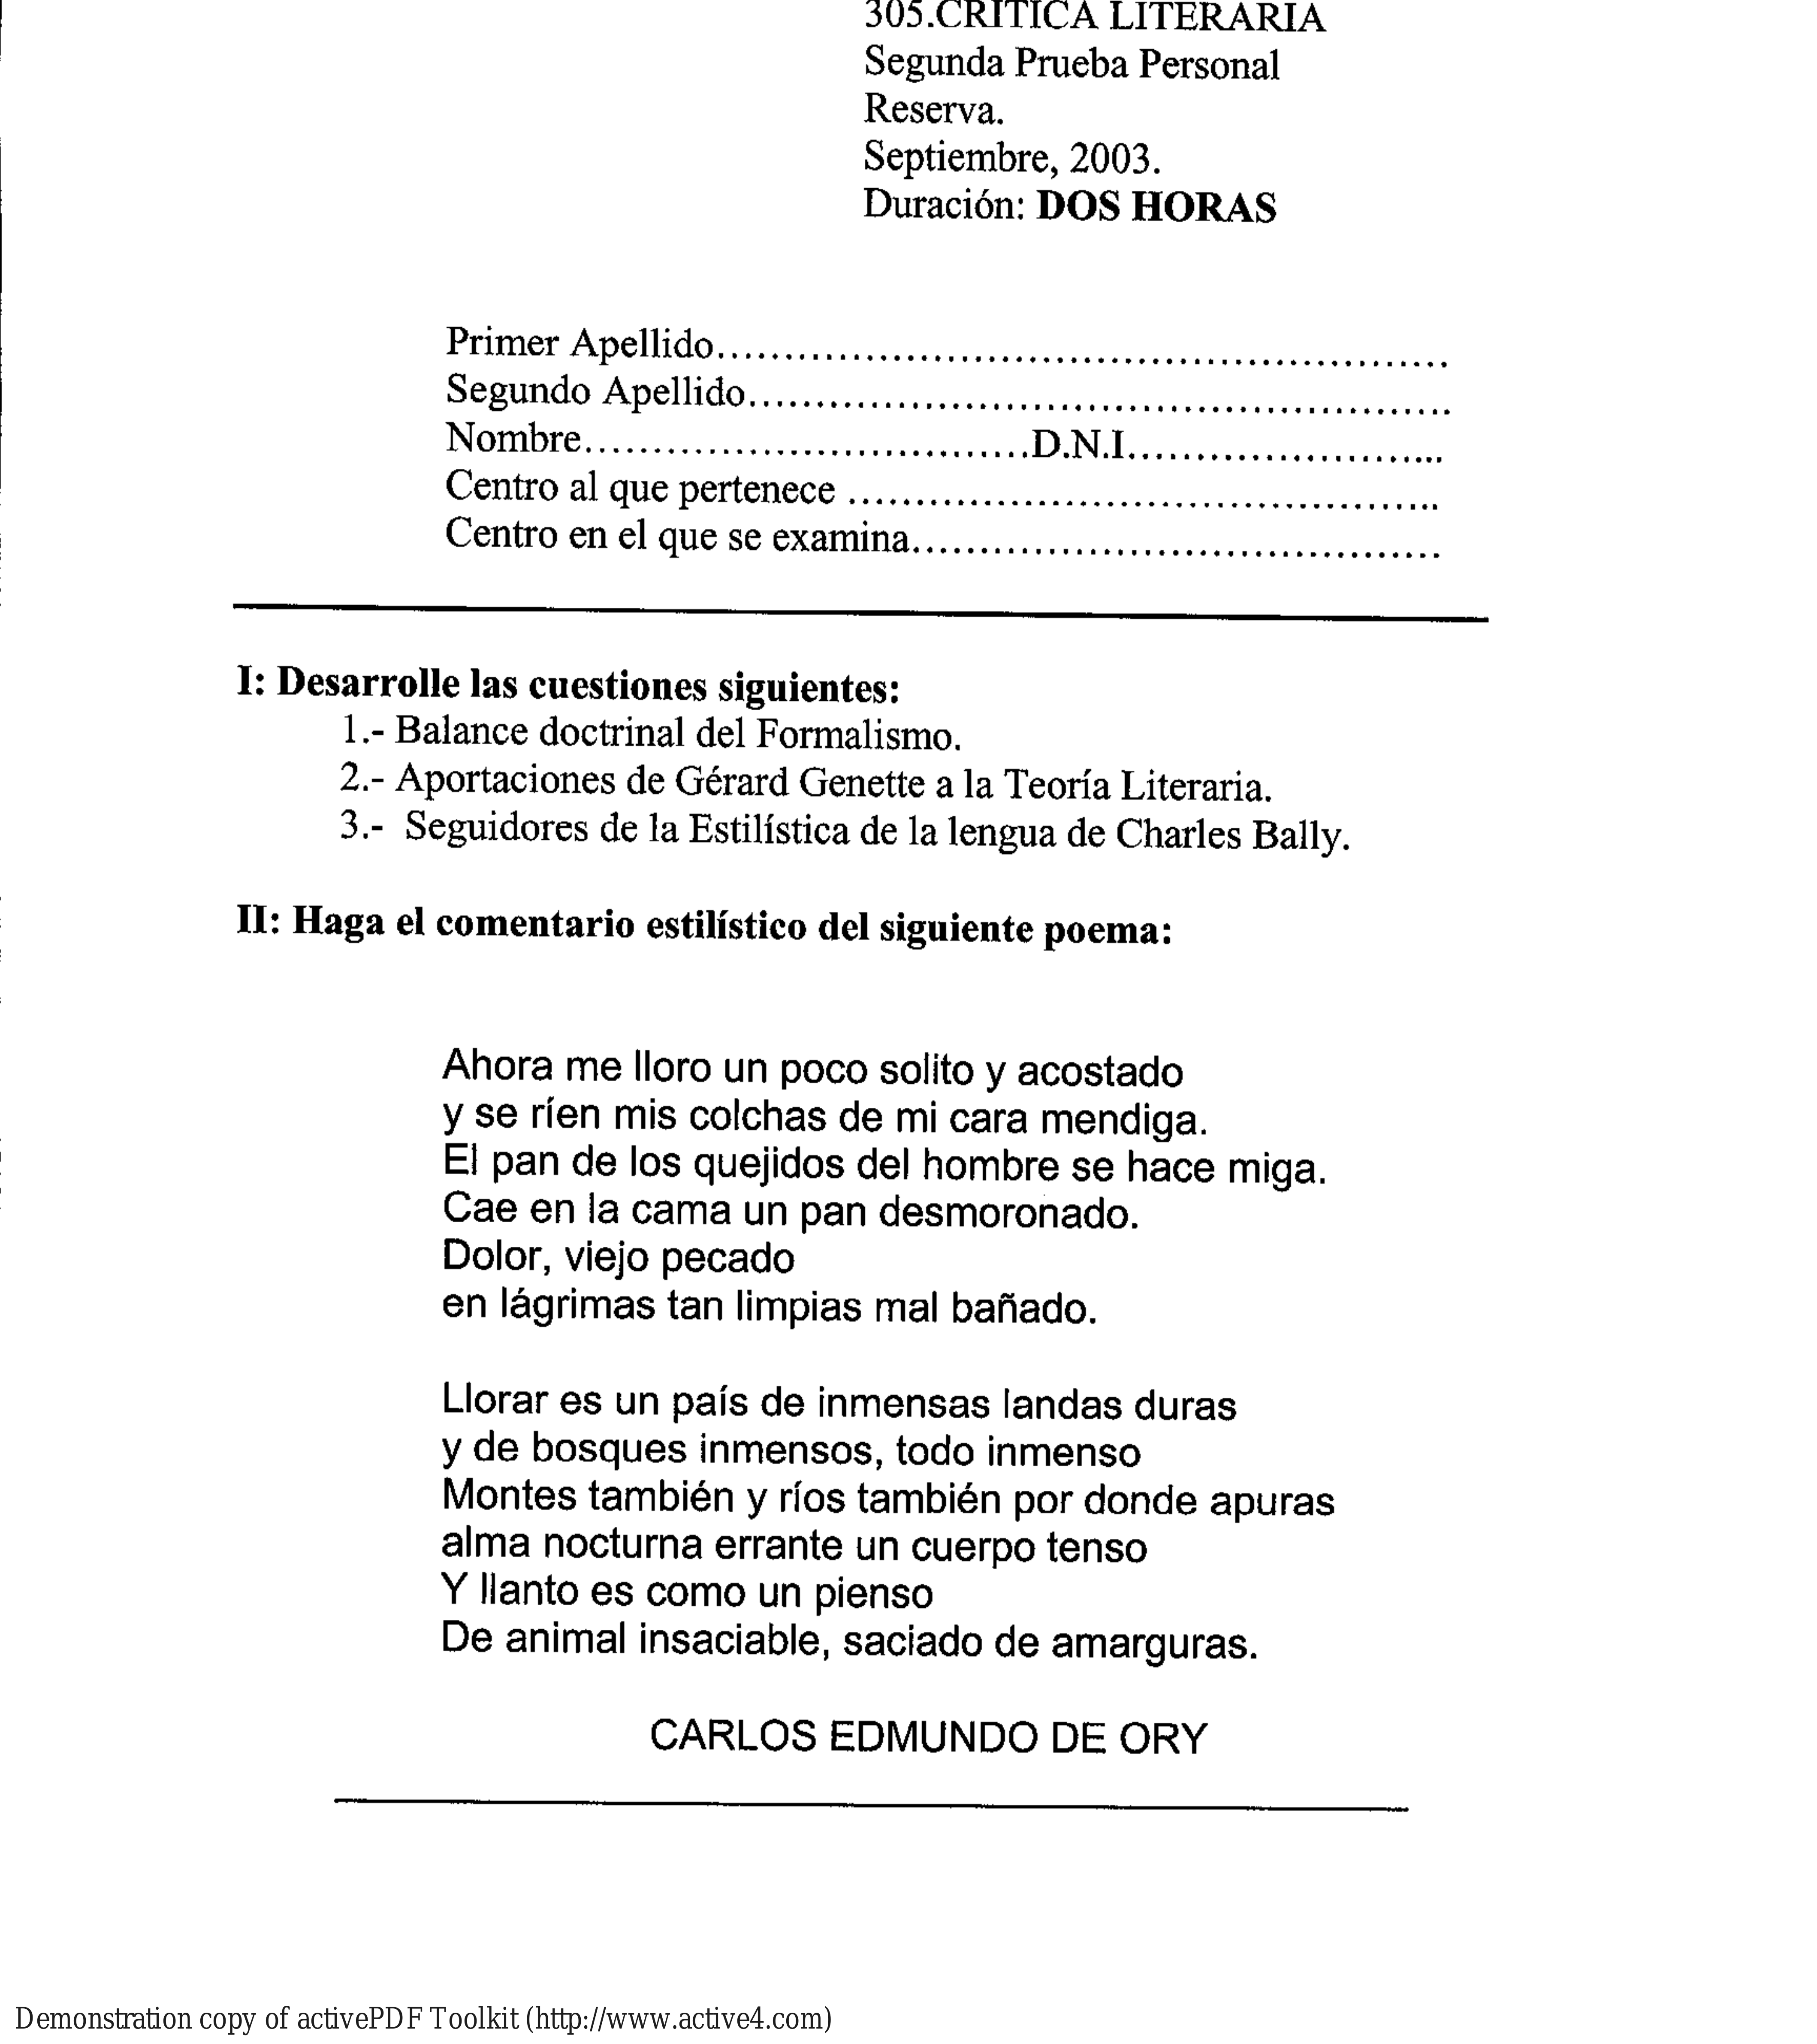 305.CRITICA LITERARIA
Segunda Prueba Personal
Reserva.
Septiembre, 2003.
Duración: DOS HORAS
Primer Apellido......................................................
Segundo Apellido....................................................
Nombre.................................D.N.I.......................
Centro al que pertenece ............................................
Centro en el que se examina.......................................
I: Desarrolle las cuestiones siguientes:
1.- Balance doctrinal del Formalismo.
2.- Aportaciones de Gérard Genette a la Teoría Literaria.
3.- Seguidores de la Estilística de la lengua de Charles Bally.
II: Haga el comentario estilístico del siguiente poema:
Ahora me lloro un poco solito y acostado
y se ríen mis colchas de mi cara mendiga.
El pan de los quejidos del hombre se hace miga.
Cae en la cama un pan desmoronado.
Dolor, viejo pecado
en lágrimas tan limpias mal bañado.
Llorar es un país de inmensas landas duras
y de bosques inmensos, todo inmenso
Montes también y ríos también por donde apuras
alma nocturna errante un cuerpo tenso
Y llanto es como un pienso
De animal insaciable, saciado de amarguras.
CARLOS EDMUNDO DE ORY
Demonstration copy of activePDF Toolkit (http://www.active4.com)